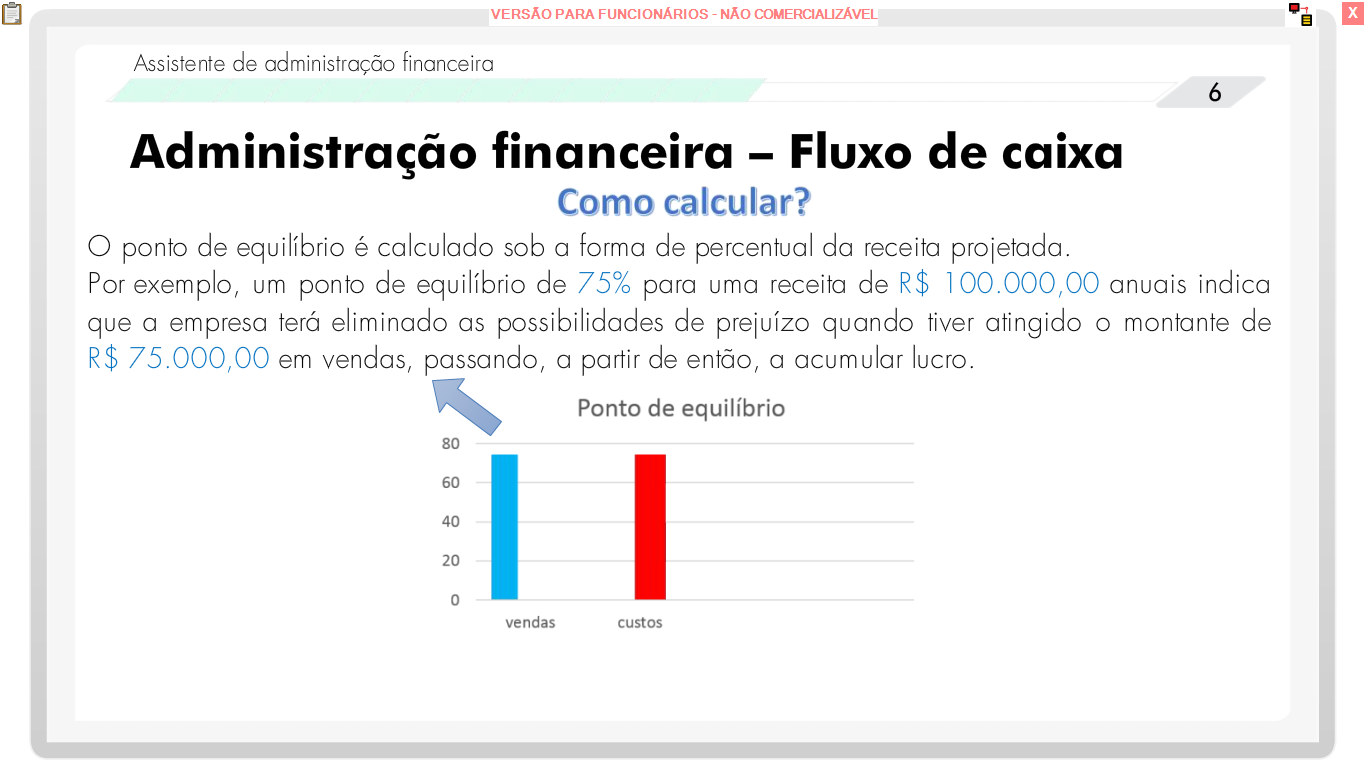 VERSÃO PARA FUNCIONÁRIOS - NÃO COMERCIALIZÁVEL
X
Assistente de administração financeira
6
Administração financeira – Fluxo de caixa
Como calcular?
O ponto de equilíbrio é calculado sob a forma de percentual da receita projetada.
Por exemplo, um ponto de equilíbrio de 75% para uma receita de R$ 100.000,00 anuais indica
que a empresa terá eliminado as possibilidades de prejuízo quando tiver atingido o montante de
R$ 75.000,00 em vendas, passando, a partir de então, a acumular lucro.
Ponto de equilíbrio
80
60
40
20
0
vendas custos